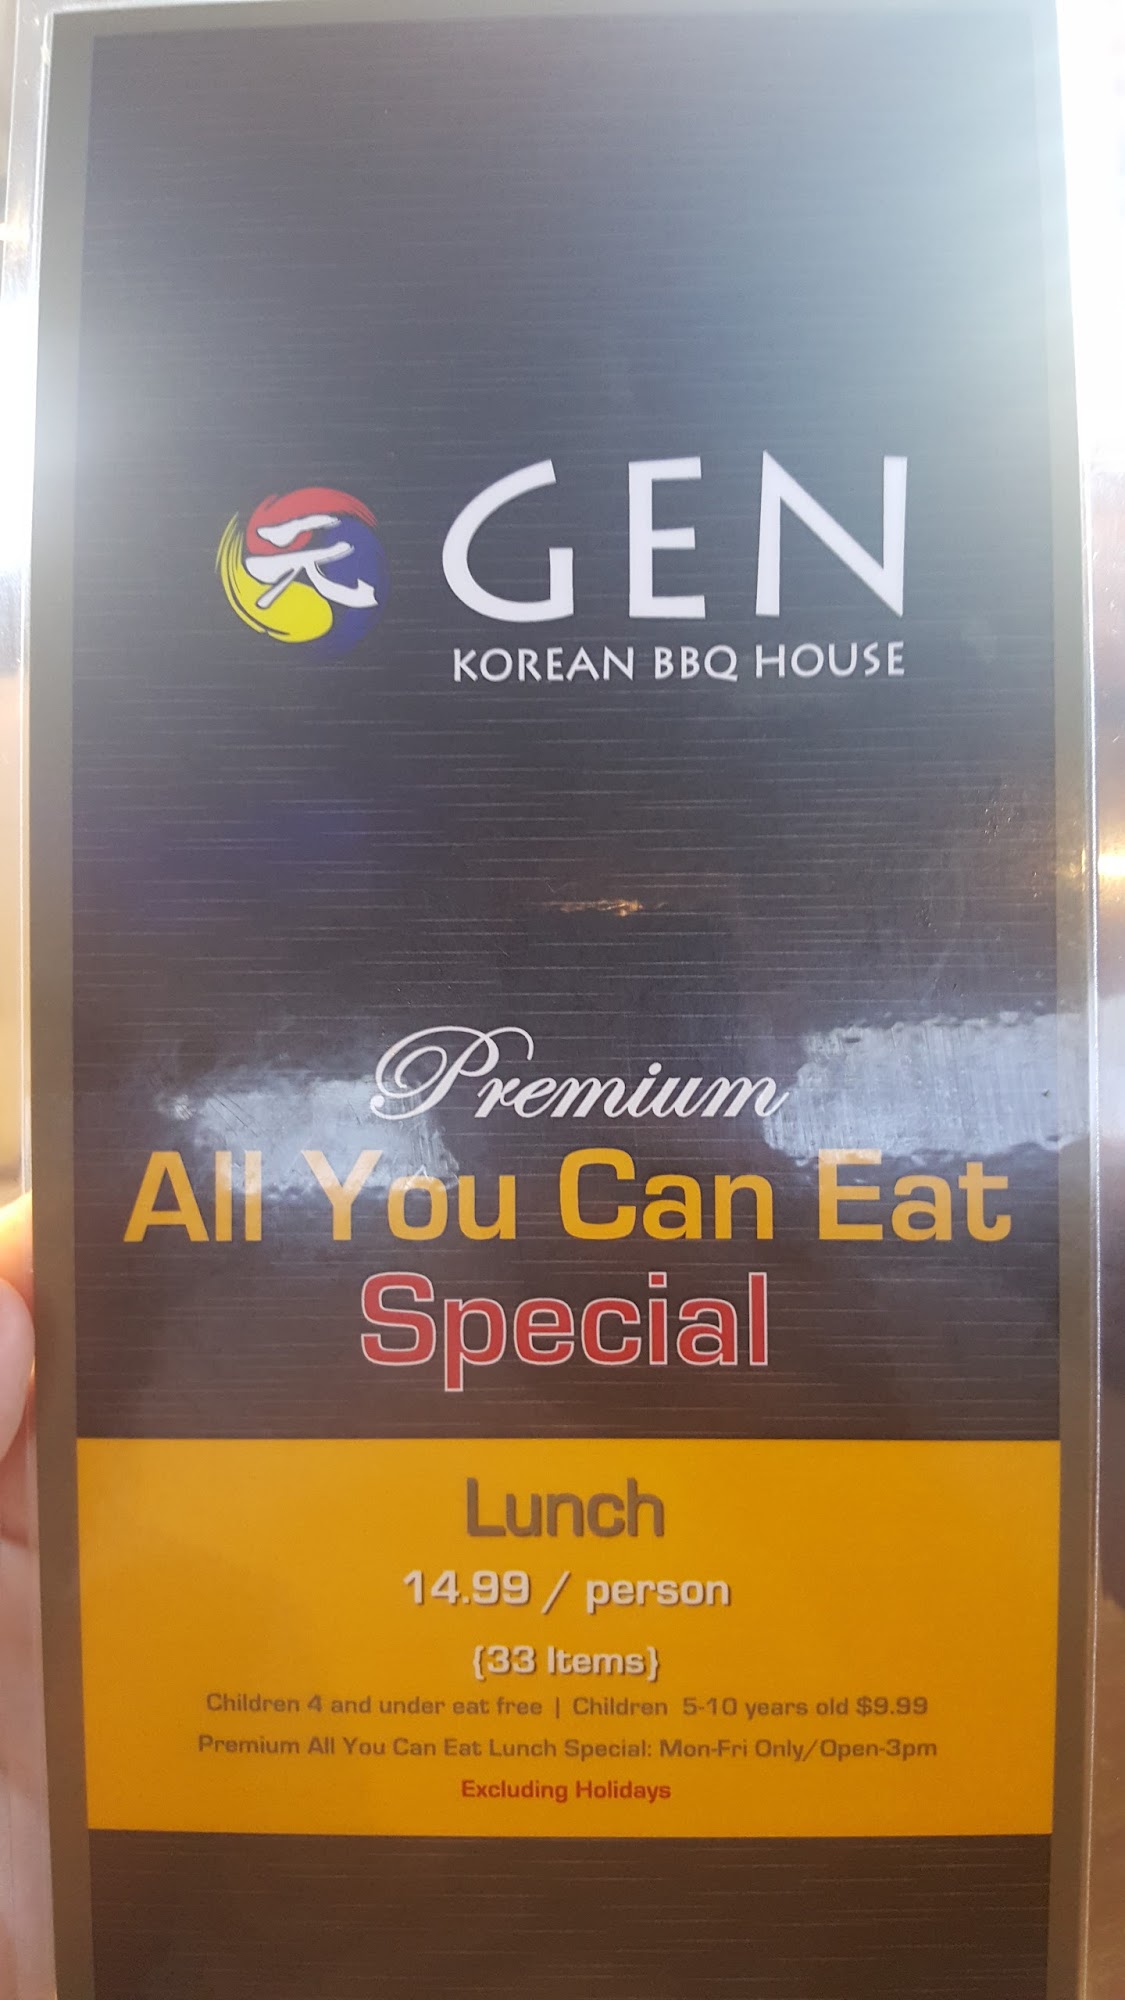 元
GEN
KOREAN BBQ HOUSE
Premium
All You Can Eat
Special
Lunch
14.99 / person
{33 Items}
Children 4 and under eat free | Children 5-10 years old $9.99
Premium All You Can Eat Lunch Special: Mon-Fri Only/Open-3pm
Excluding Holidays